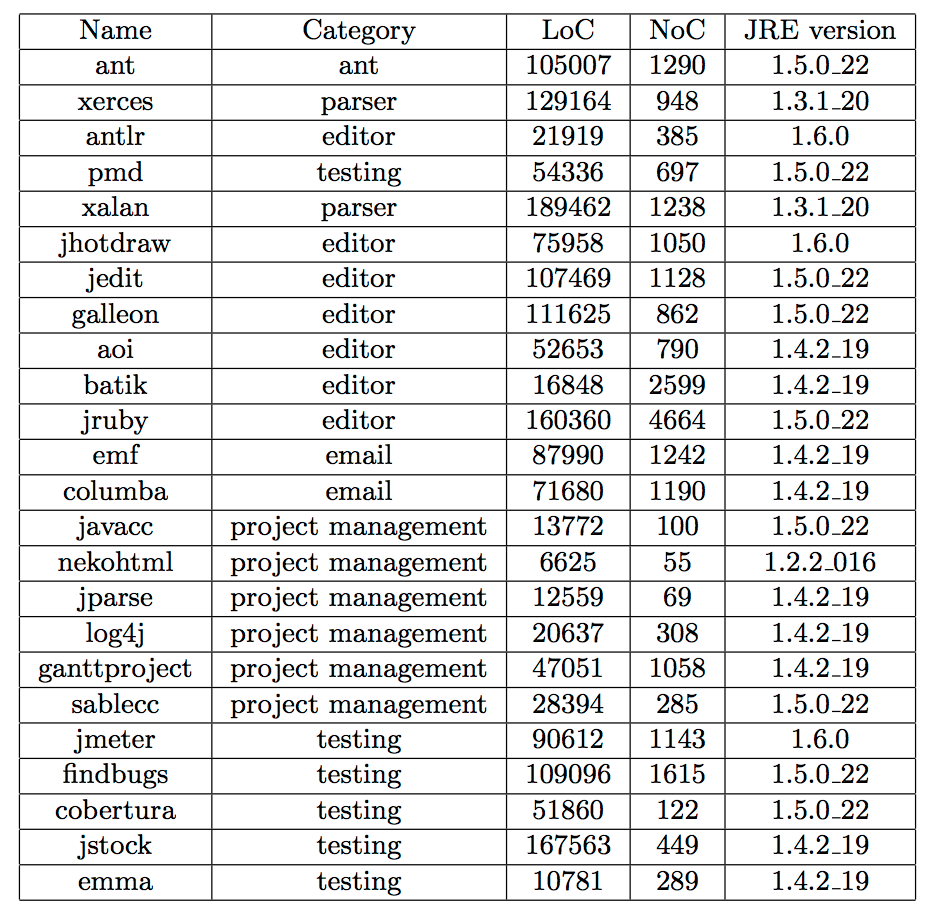 Name Category LoC NoC JRE version
ant ant 105007 1290 1.5.0_22
xerces parser 129164 948 1.3.1_20
antlr editor 21919 385 1.6.0
pmd testing 54336 697 1.5.0_22
xalan parser 189462 1238 1.3.1_20
jhotdraw editor 75958 1050 1.6.0
jedit editor 107469 1128 1.5.0_22
galleon editor 111625 862 1.5.0_22
aoi editor 52653 790 1.4.2_19
batik editor 16848 2599 1.4.2_19
jruby editor 160360 4664 1.5.0_22
emf email 87990 1242 1.4.2_19
columba email 71680 1190 1.4.2_19
javacc project management 13772 100 1.5.0_22
nekohtml project management 6625 55 1.2.2_016
jparse project management 12559 69 1.4.2_19
log4j project management 20637 308 1.4.2_19
ganttproject project management 47051 1058 1.4.2_19
sablecc project management 28394 285 1.5.0_22
jmeter testing 90612 1143 1.6.0
findbugs testing 109096 1615 1.5.0_22
cobertura testing 51860 122 1.5.0_22
jstock testing 167563 449 1.4.2_19
emma testing 10781 289 1.4.2_19